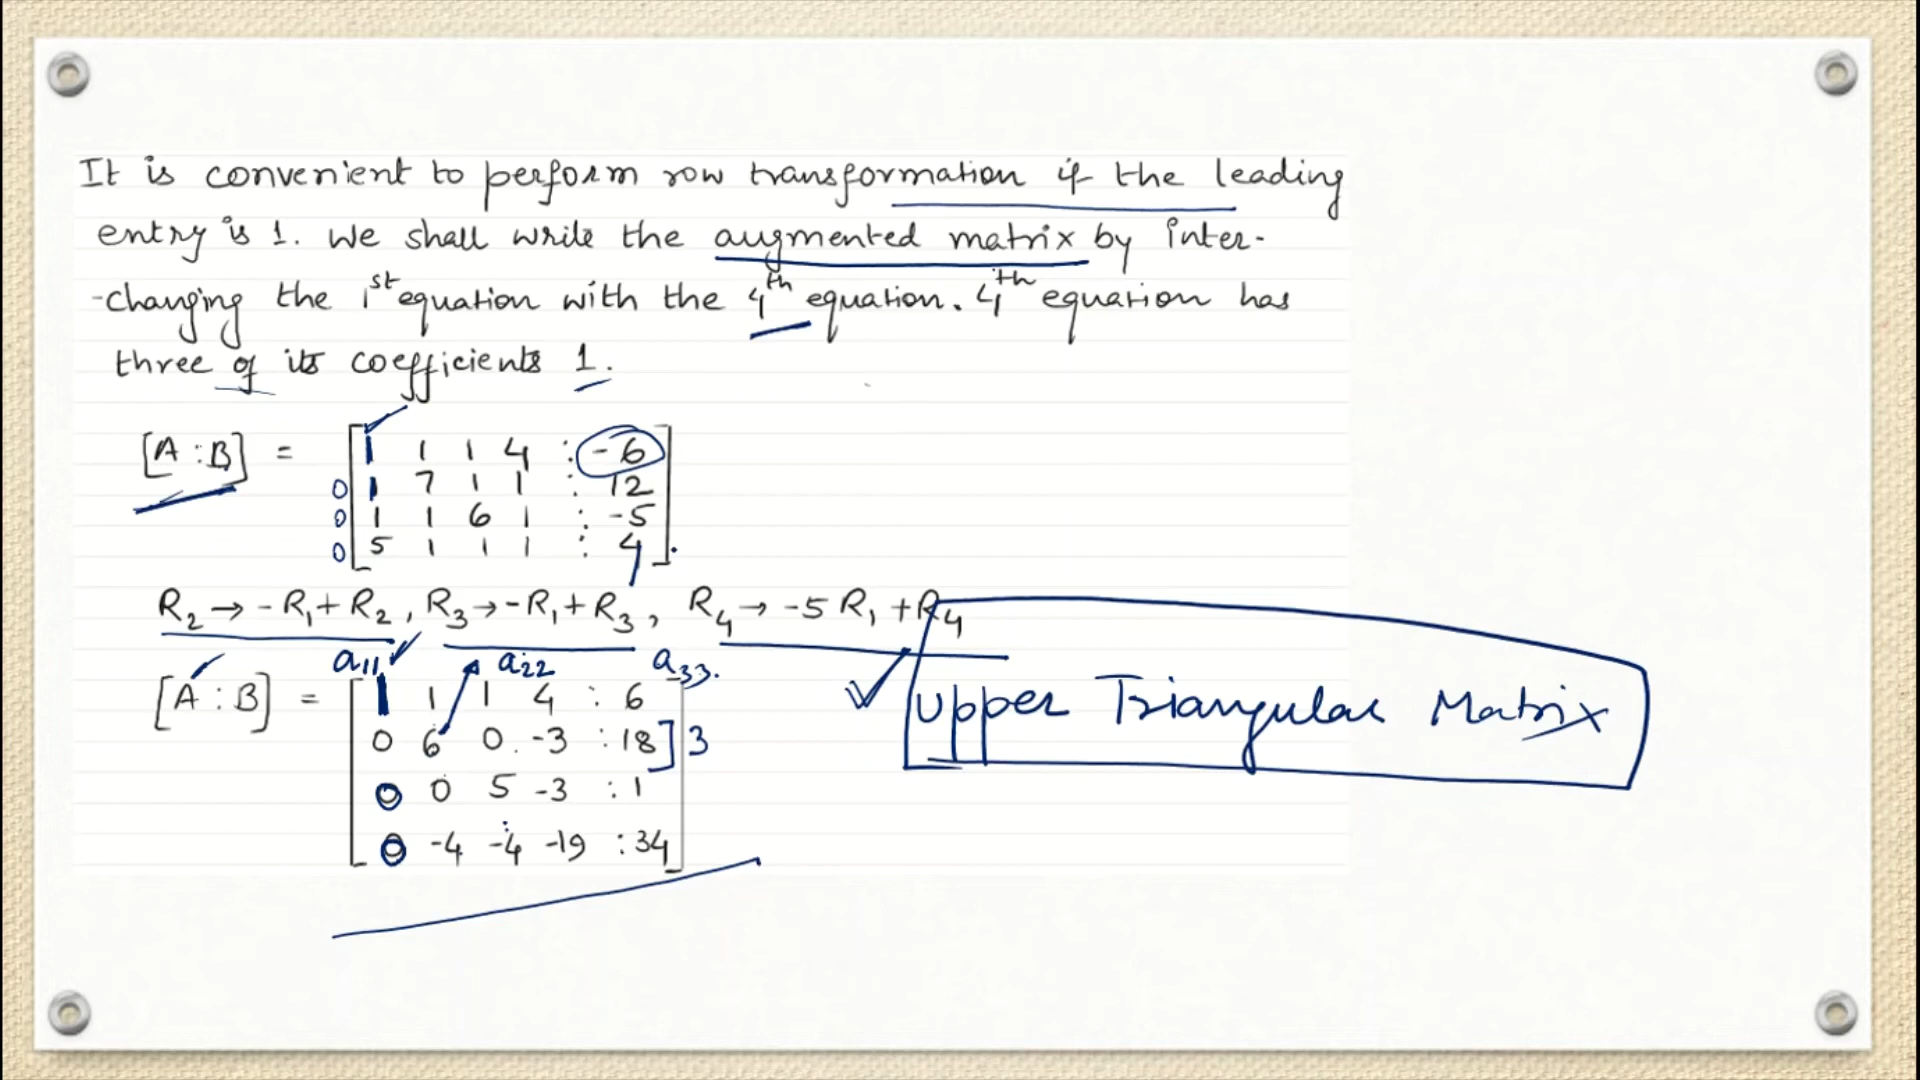 It is convenient to perform row transformation if the leading
entry is 1. We shall write the augmented matrix by inter-
-changing the 1st equation with the 4th equation. 4th equation has
three of its coefficients 1.
[A : B] = [ 1 1 1 4 : -6
0 1 7 1 1 : 12
0 1 1 6 1 : -5
0 5 1 1 1 : 4 ].
R2 → -R1 + R2, R3 → -R1 + R3, R4 → -5 R1 + R4
a11 a22 a33.
[A : B] = [ 1 1 1 4 : 6
0 6 0 -3 : 18 ] 3
0 0 5 -3 : 1
0 -4 -4 -19 : 34 ]
Upper Triangular Matrix